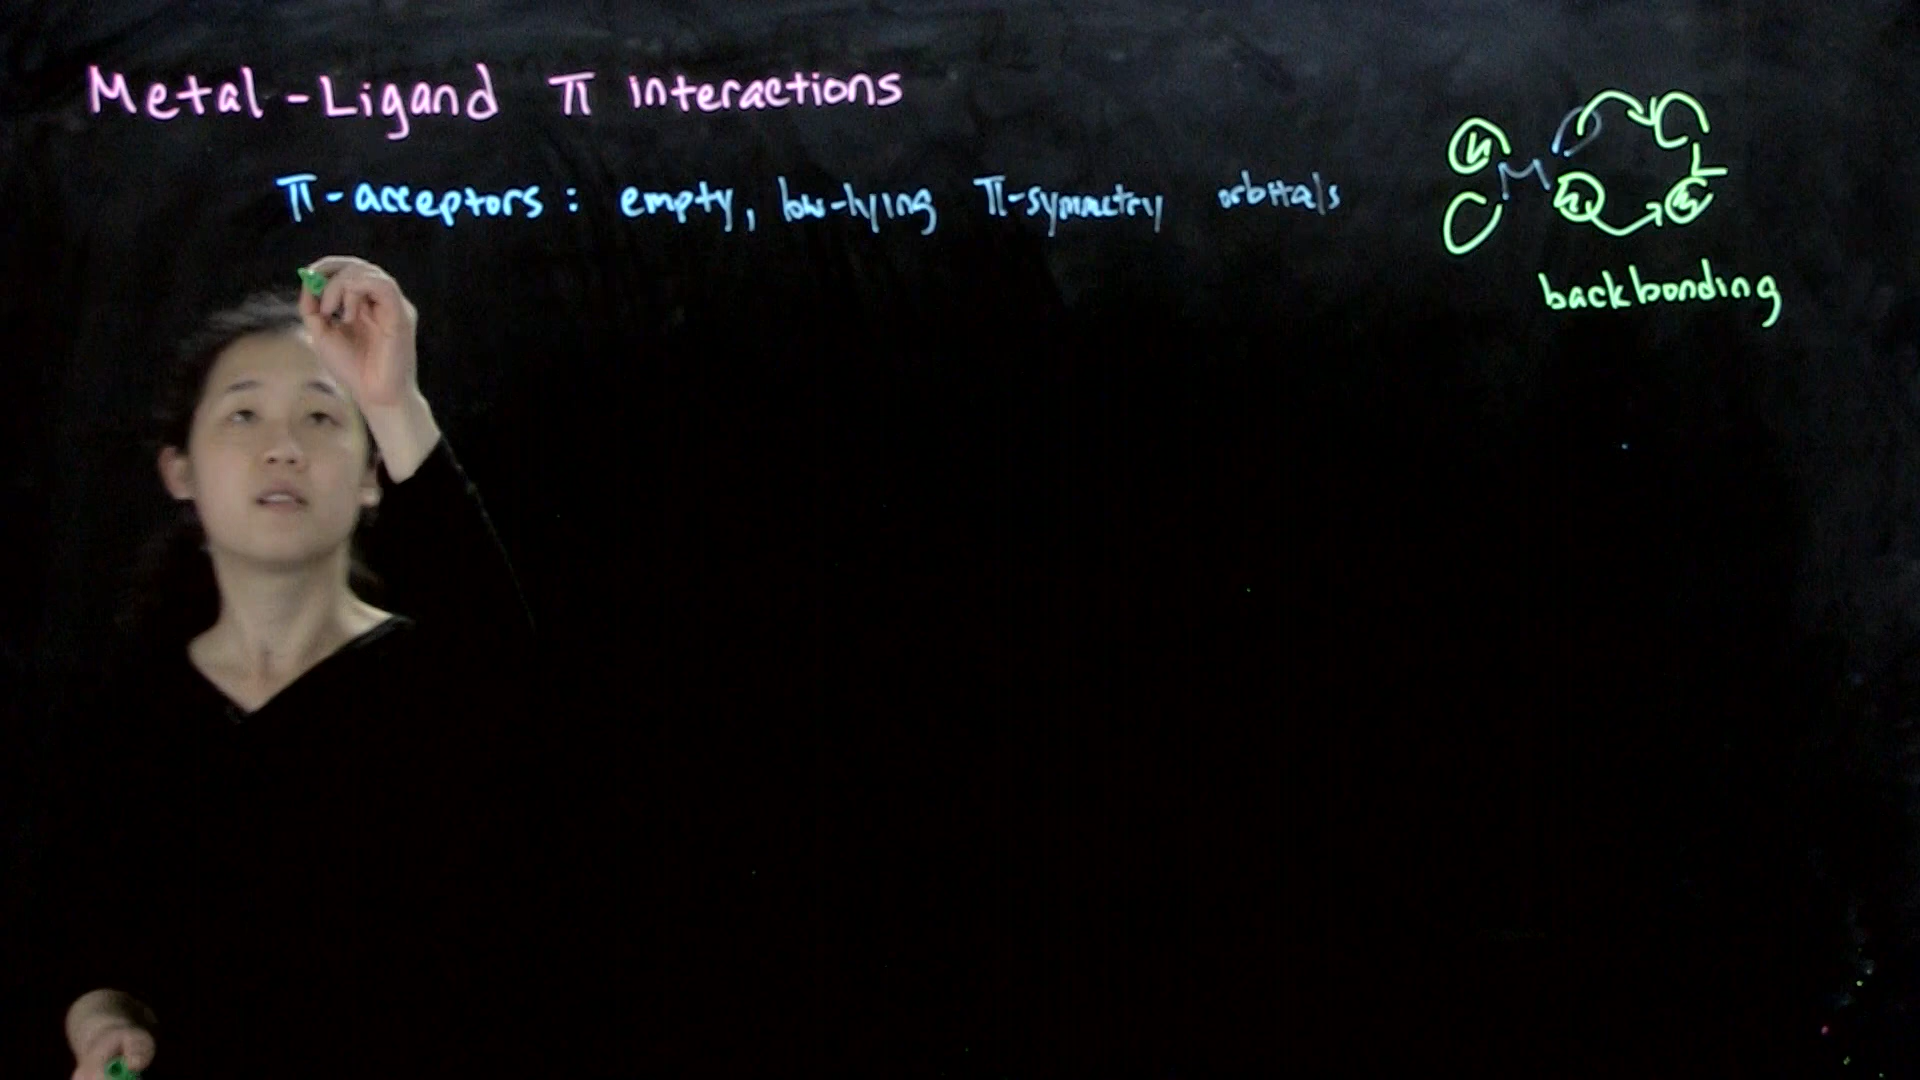 Metal-Ligand π Interactions
π-acceptors: empty, low-lying π-symmetry orbitals
M
L
backbonding